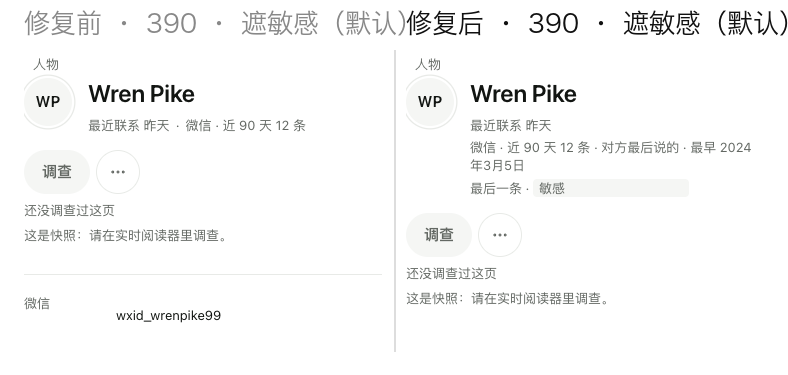 修复前 · 390 · 遮敏感（默认）
人物
WP
Wren Pike
最近联系 昨天 · 微信 · 近 90 天 12 条
调查
···
还没调查过这页
这是快照：请在实时阅读器里调查。
微信
wxid_wrenpike99
修复后 · 390 · 遮敏感（默认）
人物
WP
Wren Pike
最近联系 昨天
微信 · 近 90 天 12 条 · 对方最后说的 · 最早 2024
年3月5日
最后一条 · 敏感
调查
···
还没调查过这页
这是快照：请在实时阅读器里调查。